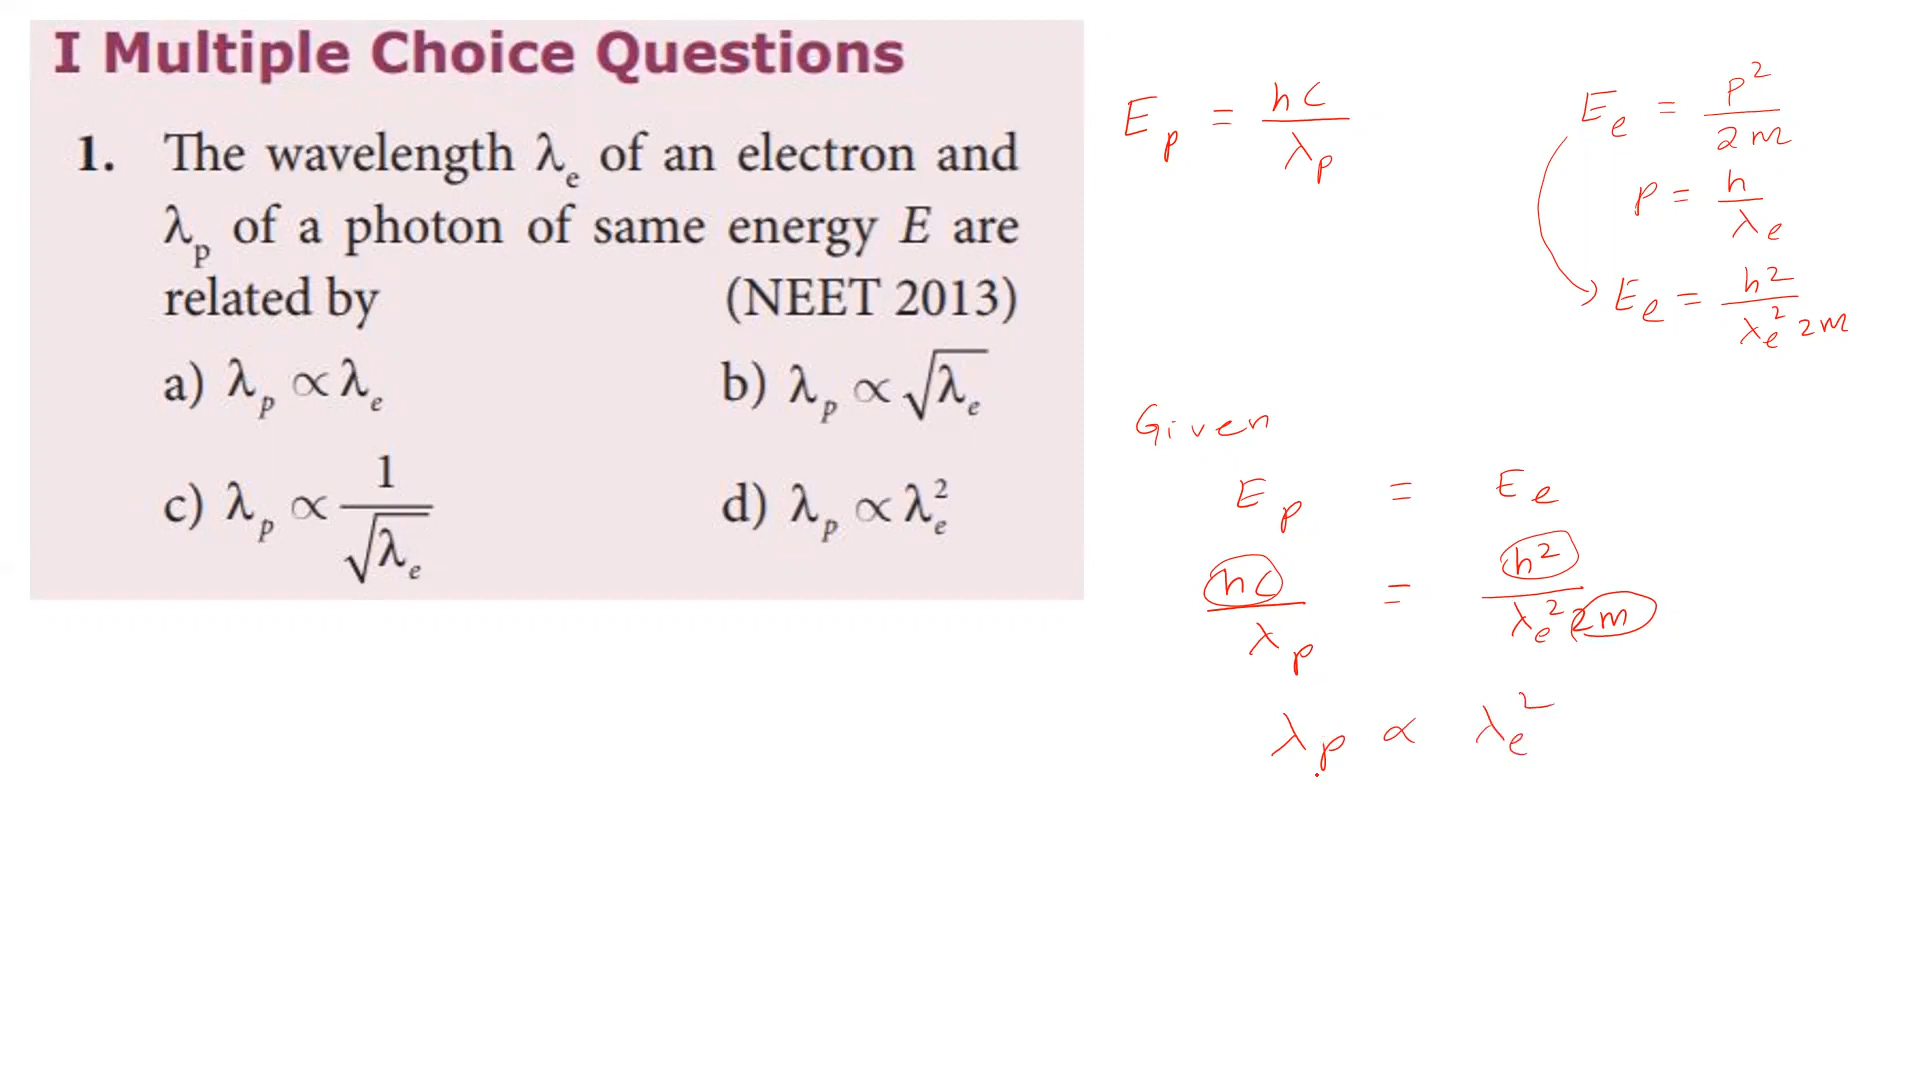 I Multiple Choice Questions
1. The wavelength λₑ of an electron and
λₚ of a photon of same energy E are
related by (NEET 2013)
a) λₚ ∝ λₑ b) λₚ ∝ √λₑ
c) λₚ ∝ 1/√λₑ d) λₚ ∝ λₑ²
Eₚ = hc/λₚ
Eₑ = p²/2m
p = h/λₑ
Eₑ = h²/λₑ² 2m
Given
Eₚ = Eₑ
hc/λₚ = h²/λₑ² 2m
λₚ ∝ λₑ²